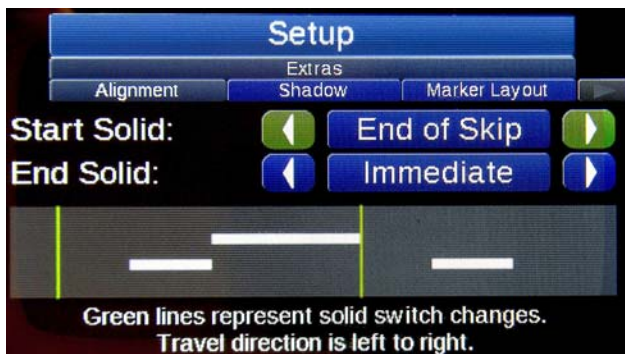 Setup
Extras
Alignment Shadow Marker Layout
Start Solid: End of Skip
End Solid: Immediate
Green lines represent solid switch changes.
Travel direction is left to right.